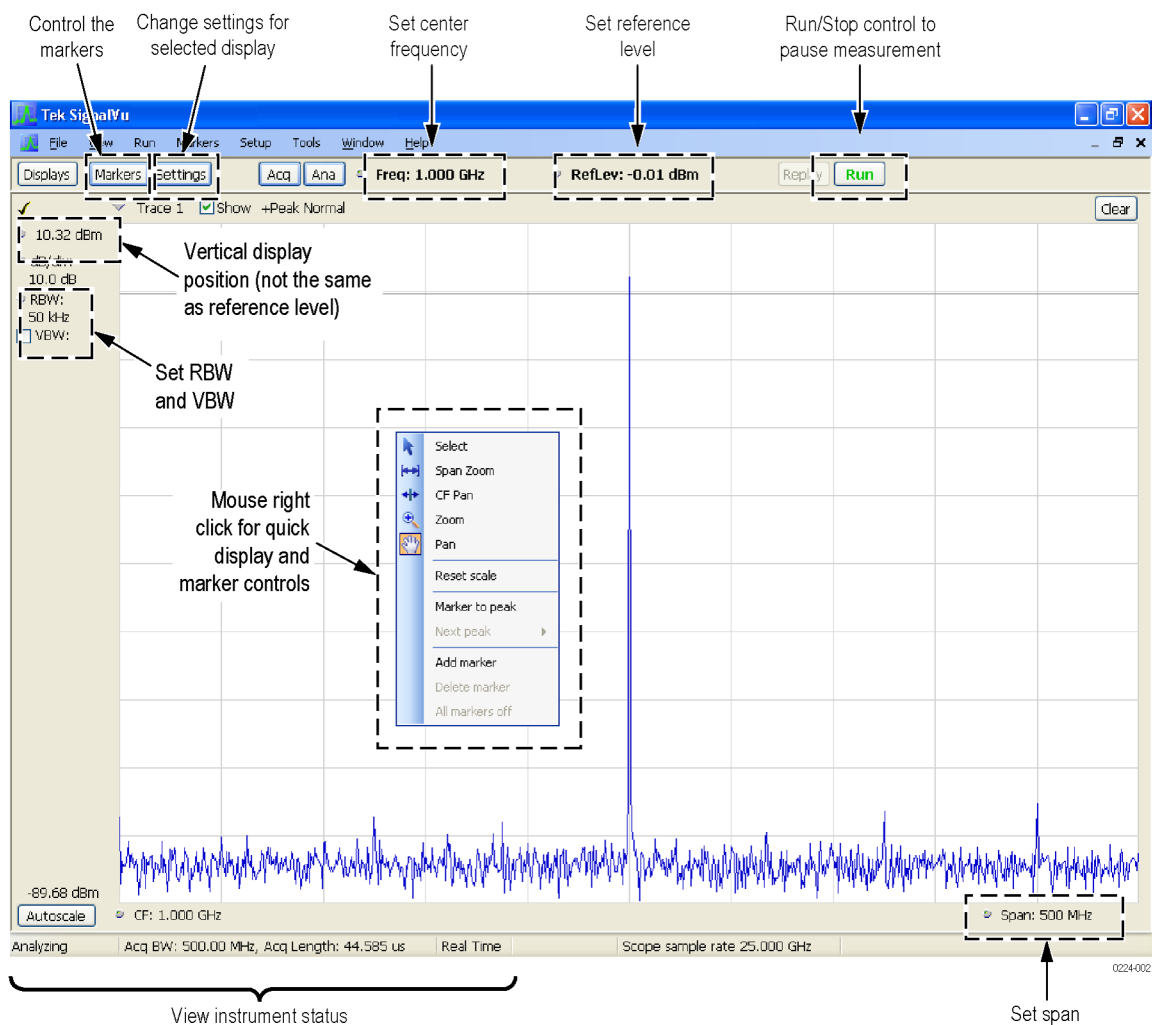 Control the markers
Change settings for selected display
Set center frequency
Set reference level
Run/Stop control to pause measurement
Tek SignalVu
File View Run Markers Setup Tools Window Help
Displays Markers Settings Acq Ana Freq: 1.000 GHz RefLev: -0.01 dBm Replay Run
Trace 1 Show +Peak Normal Clear
10.32 dBm
dB/div:
10.0 dB
RBW:
50 kHz
VBW:
Vertical display
position (not the same
as reference level)
Set RBW
and VBW
Mouse right
click for quick
display and
marker controls
Select
Span Zoom
CF Pan
Zoom
Pan
Reset scale
Marker to peak
Next peak
Add marker
Delete marker
All markers off
-89.68 dBm
Autoscale CF: 1.000 GHz Span: 500 MHz
Analyzing Acq BW: 500.00 MHz, Acq Length: 44.585 us Real Time Scope sample rate 25.000 GHz
0224-002
View instrument status
Set span